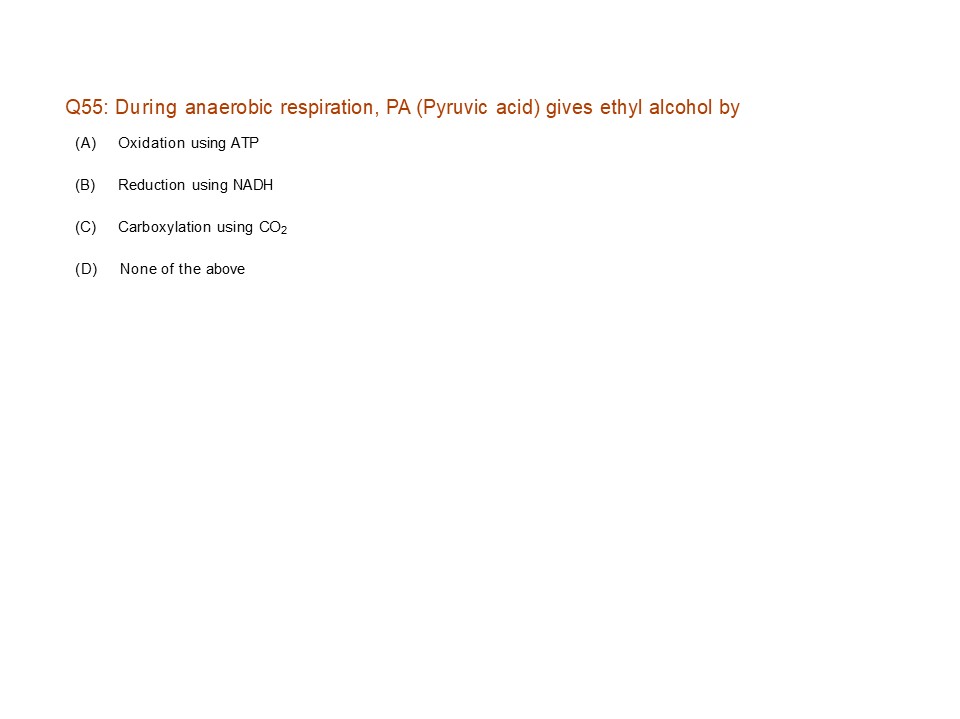 Q55: During anaerobic respiration, PA (Pyruvic acid) gives ethyl alcohol by
(A) Oxidation using ATP
(B) Reduction using NADH
(C) Carboxylation using CO₂
(D) None of the above